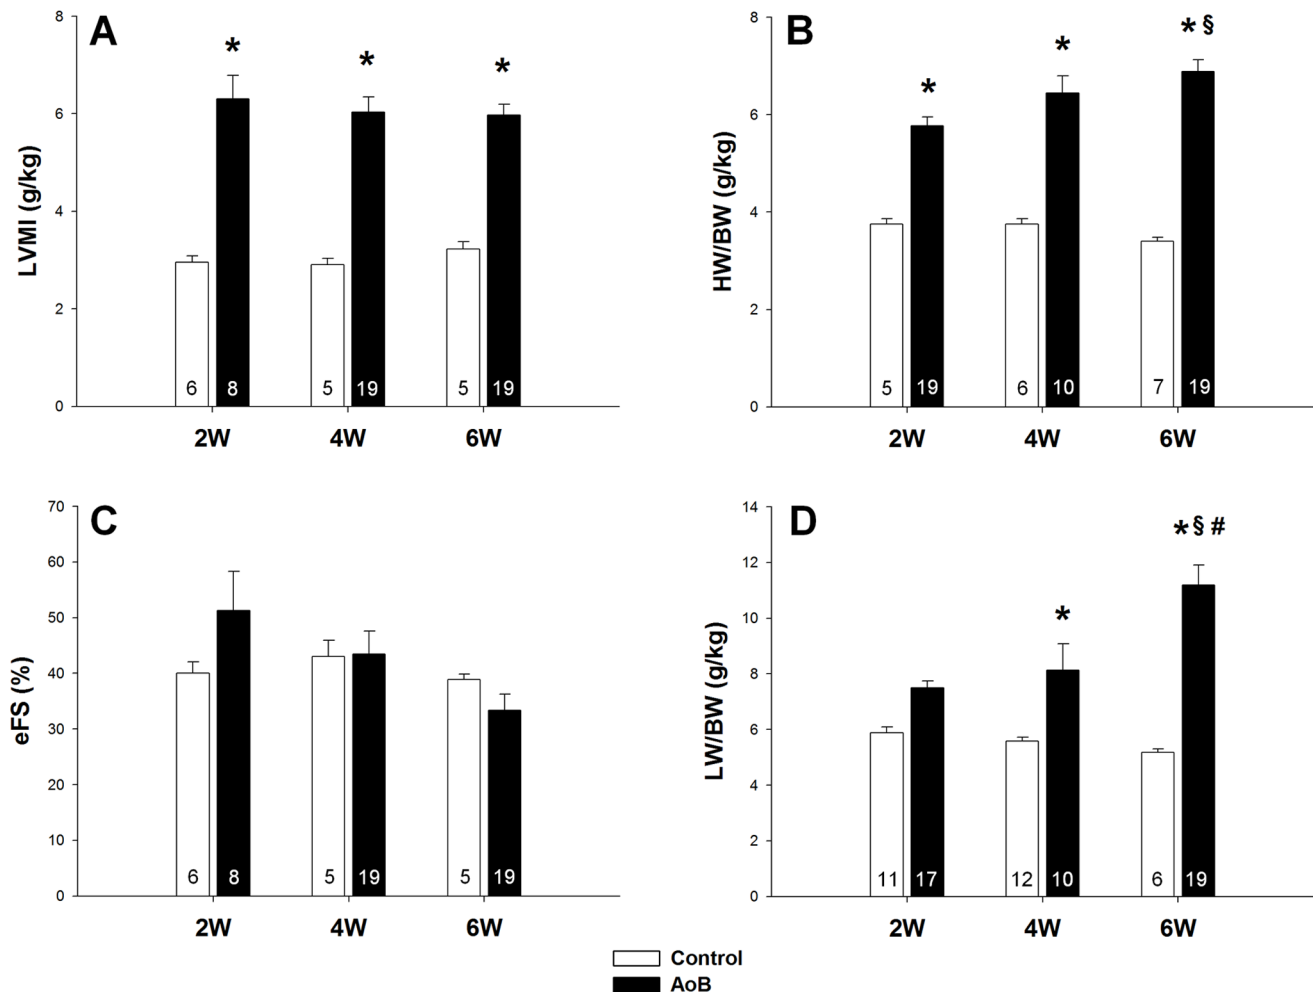 A
LVMI (g/kg)
8
6
4
2
0
*
*
*
6
8
5
19
5
19
2W
4W
6W
B
HW/BW (g/kg)
8
6
4
2
0
*
*
* §
5
19
6
10
7
19
2W
4W
6W
C
eFS (%)
70
60
50
40
30
20
10
0
6
8
5
19
5
19
2W
4W
6W
D
LW/BW (g/kg)
14
12
10
8
6
4
2
0
*
* § #
11
17
12
10
6
19
2W
4W
6W
Control
AoB